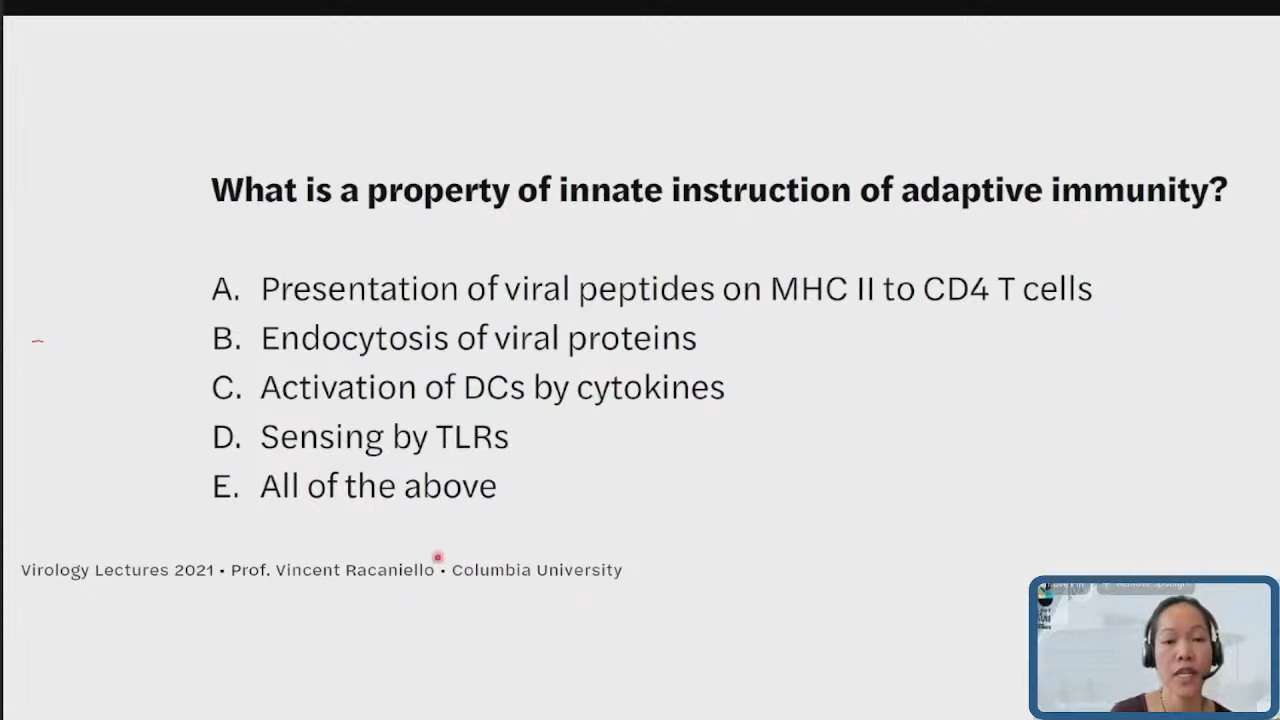 What is a property of innate instruction of adaptive immunity?
A. Presentation of viral peptides on MHC II to CD4 T cells
B. Endocytosis of viral proteins
C. Activation of DCs by cytokines
D. Sensing by TLRs
E. All of the above
Virology Lectures 2021 • Prof. Vincent Racaniello • Columbia University